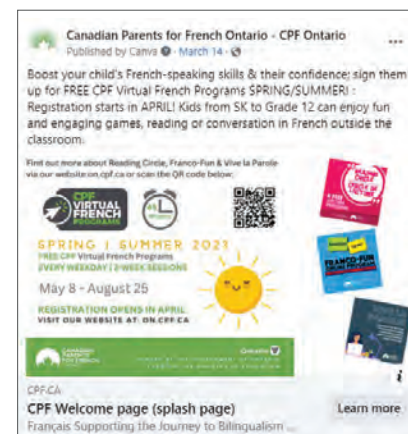 Canadian Parents for French Ontario - CPF Ontario
Published by Canva · March 14 ·
Boost your child's French-speaking skills & their confidence; sign them
up for FREE CPF Virtual French Programs SPRING/SUMMER! :
Registration starts in APRIL! Kids from SK to Grade 12 can enjoy fun
and engaging games, reading or conversation in French outside the
classroom.
Find out more about Reading Circle, Franco-Fun & Vive la Parole
via our website on.cpf.ca or scan the QR code below:
CPF
VIRTUAL
FRENCH
PROGRAMS
READING
CIRCLE
SPRING | SUMMER 2023
FREE CPF Virtual French Programs
EVERY WEEKDAY | 2-WEEK SESSIONS
FRANCO-FUN
May 8 - August 25
REGISTRATION OPENS IN APRIL
VISIT OUR WEBSITE AT: ON.CPF.CA
CANADIAN
PARENTS
FOR FRENCH
Ontario
CPF.CA
CPF Welcome page (splash page)
Learn more
Français Supporting the Journey to Bilingualism ...